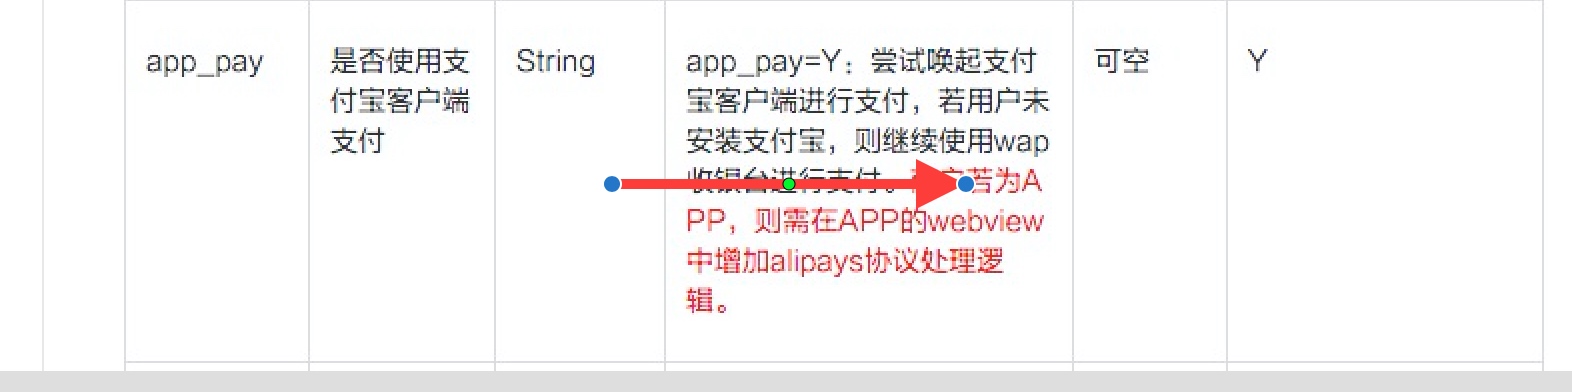 app_pay
是否使用支
付宝客户端
支付
String
app_pay=Y：尝试唤起支付
宝客户端进行支付，若用户未
安装支付宝，则继续使用wap
收银台进行支付。若为A
PP，则需在APP的webview
中增加alipays协议处理逻
辑。
可空
Y